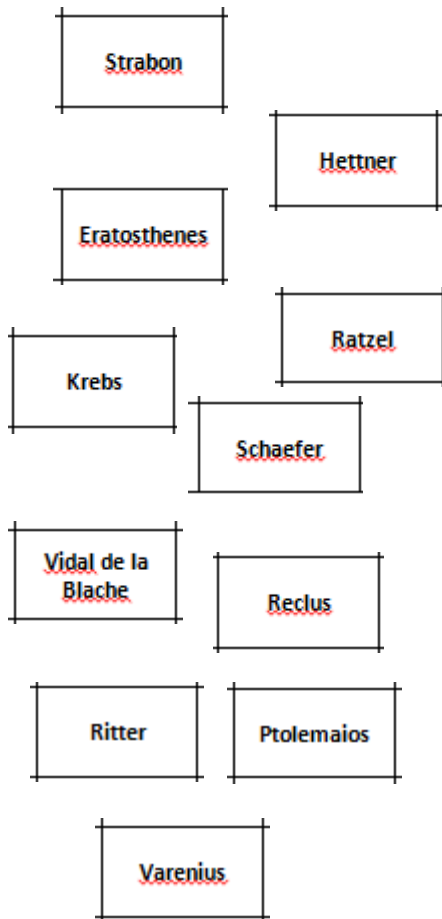 Strabon
Hettner
Eratosthenes
Ratzel
Krebs
Schaefer
Vidal de la
Blache
Reclus
Ritter
Ptolemaios
Varenius